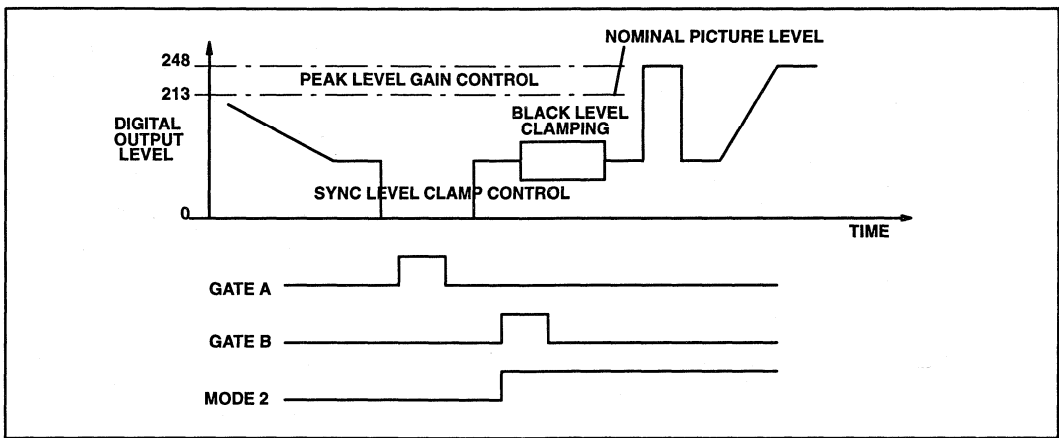 NOMINAL PICTURE LEVEL
248
PEAK LEVEL GAIN CONTROL
213
BLACK LEVEL
CLAMPING
DIGITAL
OUTPUT
LEVEL
SYNC LEVEL CLAMP CONTROL
0
TIME
GATE A
GATE B
MODE 2